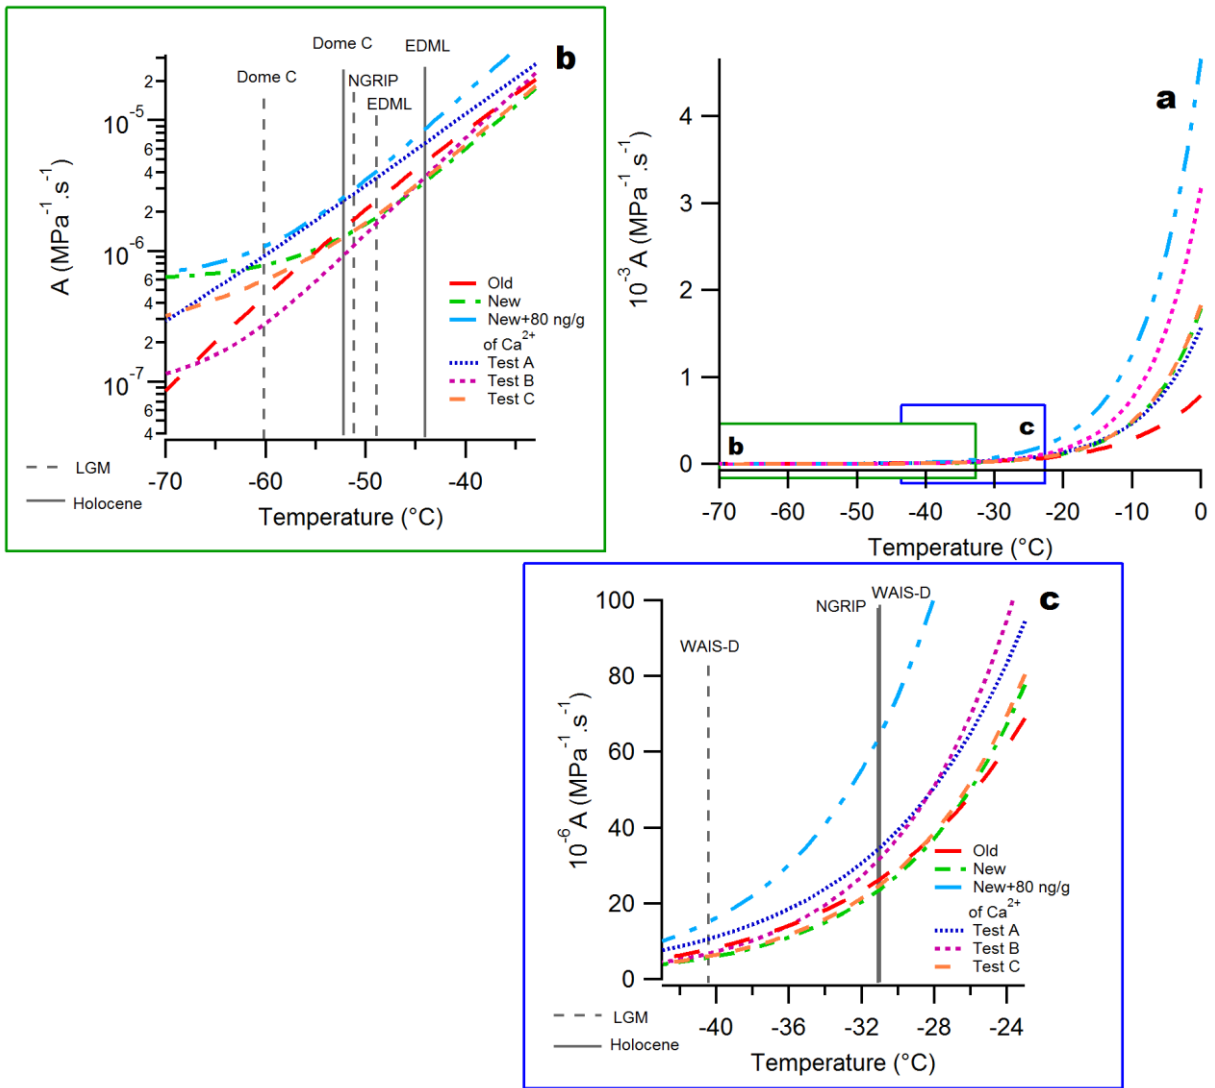 b
Dome C
EDML
Dome C
NGRIP
EDML
2
10⁻⁵
6
4
2
10⁻⁶
6
4
2
10⁻⁷
6
4
A (MPa⁻¹.s⁻¹)
Old
New
New+80 ng/g
of Ca²⁺
Test A
Test B
Test C
-70
-60
-50
-40
LGM
Holocene
Temperature (°C)
a
4
3
2
1
0
10⁻³ A (MPa⁻¹.s⁻¹)
b
c
-70
-60
-50
-40
-30
-20
-10
0
Temperature (°C)
c
WAIS-D
NGRIP
WAIS-D
100
80
60
40
20
0
10⁻⁶ A (MPa⁻¹.s⁻¹)
Old
New
New+80 ng/g
of Ca²⁺
Test A
Test B
Test C
-40
-36
-32
-28
-24
LGM
Holocene
Temperature (°C)